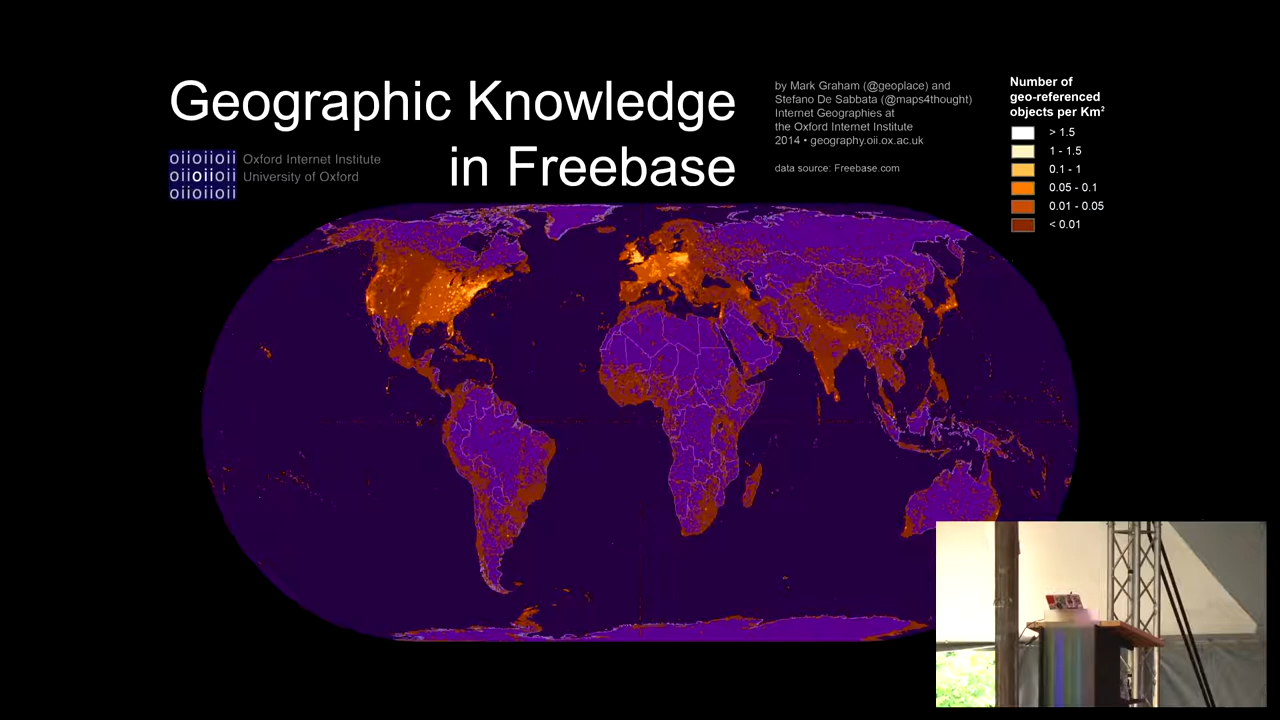 Geographic Knowledge
in Freebase
by Mark Graham (@geoplace) and
Stefano De Sabbata (@maps4thought)
Internet Geographies at
the Oxford Internet Institute
2014 • geography.oii.ox.ac.uk
data source: Freebase.com
oiioiioii
oiioiioii
oiioiioii
Oxford Internet Institute
University of Oxford
Number of
geo-referenced
objects per Km²
> 1.5
1 - 1.5
0.1 - 1
0.05 - 0.1
0.01 - 0.05
< 0.01